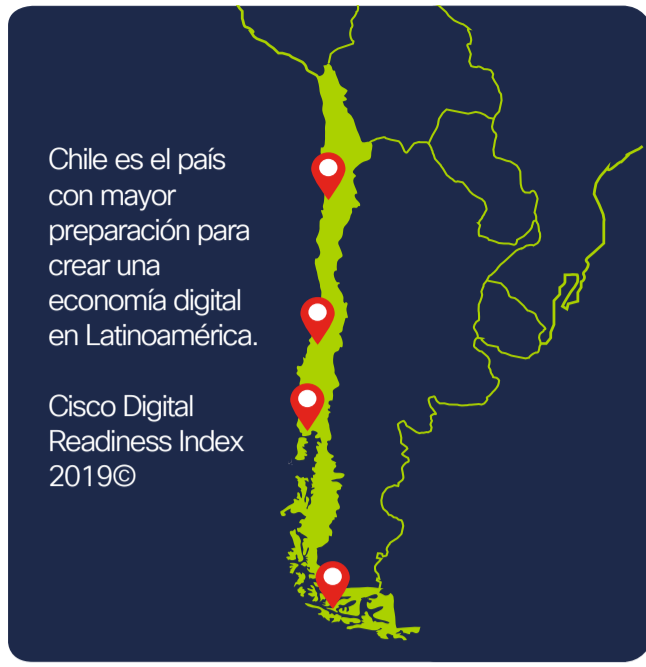 Chile es el país
con mayor
preparación para
crear una
economía digital
en Latinoamérica.
Cisco Digital
Readiness Index
2019©